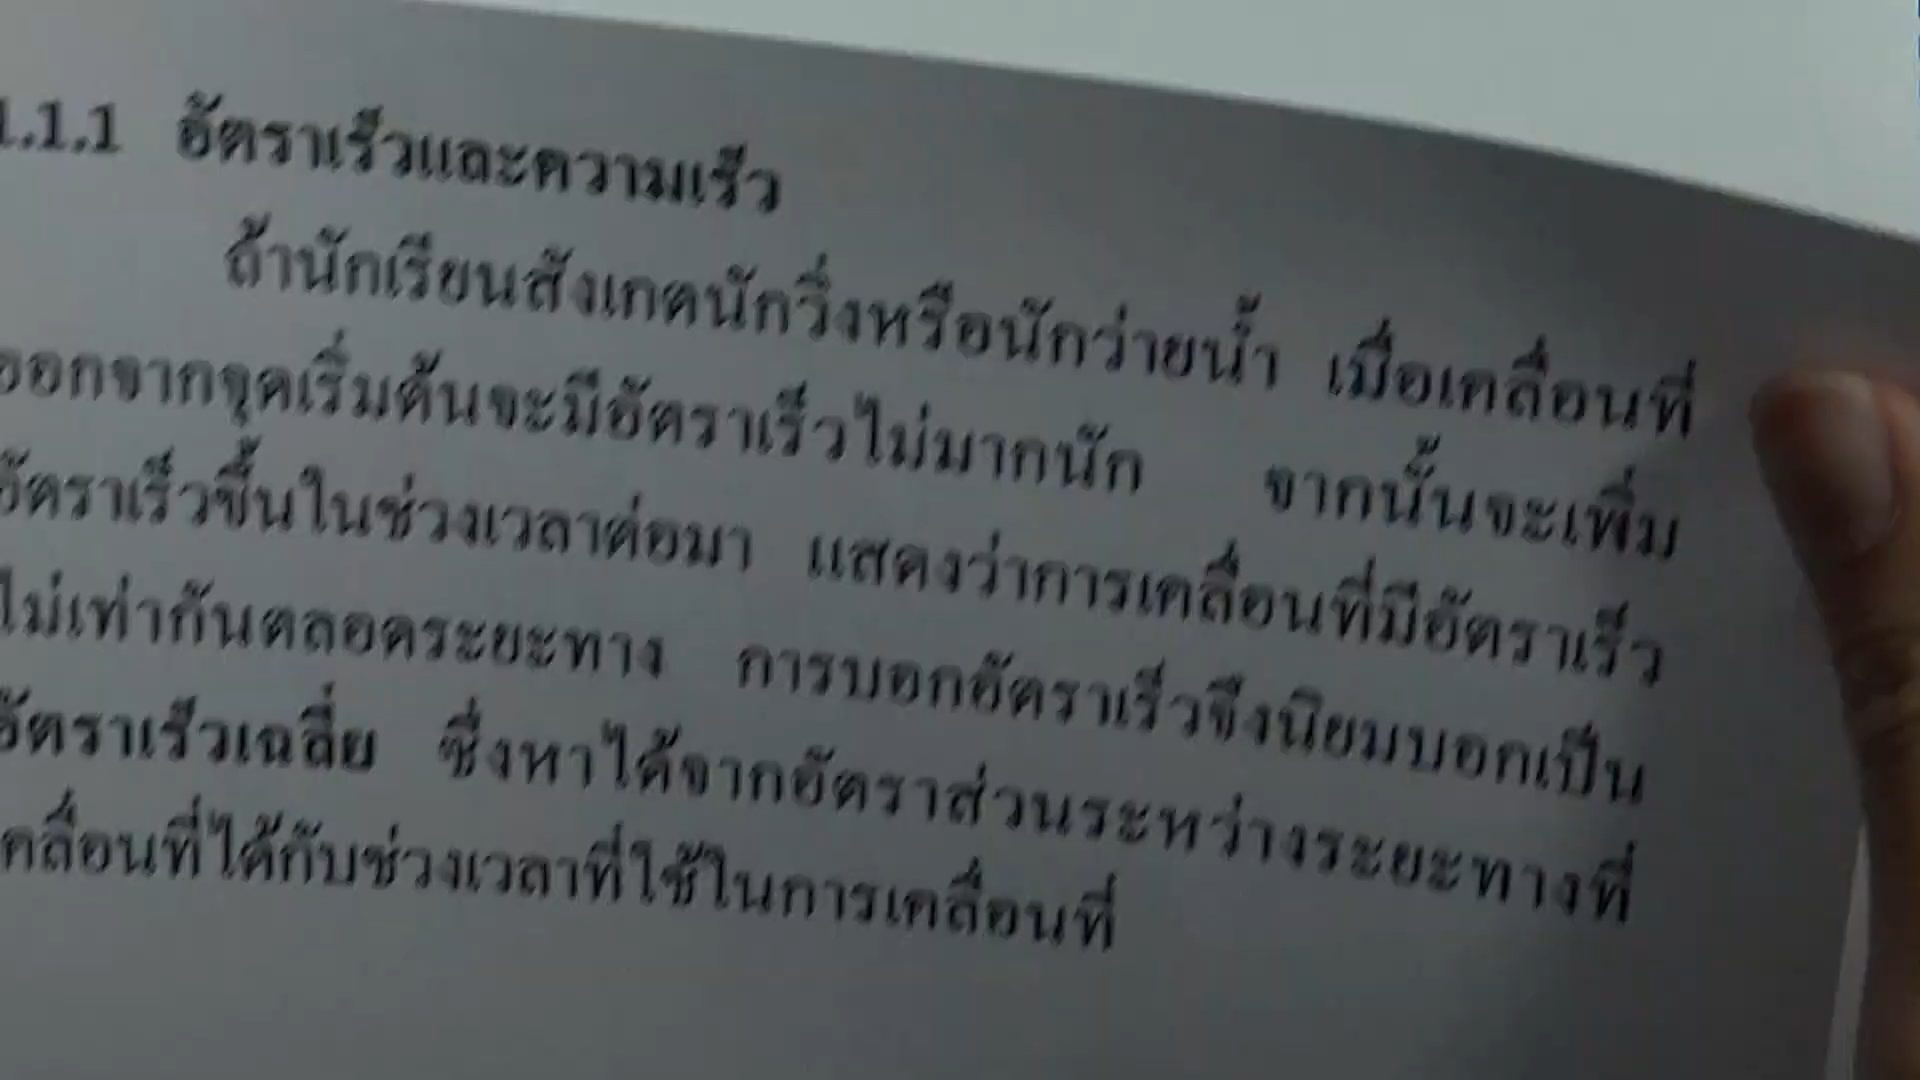 1.1.1 อัตราเร็วและความเร็ว
ถ้านักเรียนสังเกตนักวิ่งหรือนักว่ายน้ำ เมื่อเคลื่อนที่
ออกจากจุดเริ่มต้นจะมีอัตราเร็วไม่มากนัก จากนั้นจะเพิ่ม
อัตราเร็วขึ้นในช่วงเวลาต่อมา แสดงว่าการเคลื่อนที่มีอัตราเร็ว
ไม่เท่ากันตลอดระยะทาง การบอกอัตราเร็วจึงนิยมบอกเป็น
อัตราเร็วเฉลี่ย ซึ่งหาได้จากอัตราส่วนระหว่างระยะทางที่
เคลื่อนที่ได้กับช่วงเวลาที่ใช้ในการเคลื่อนที่